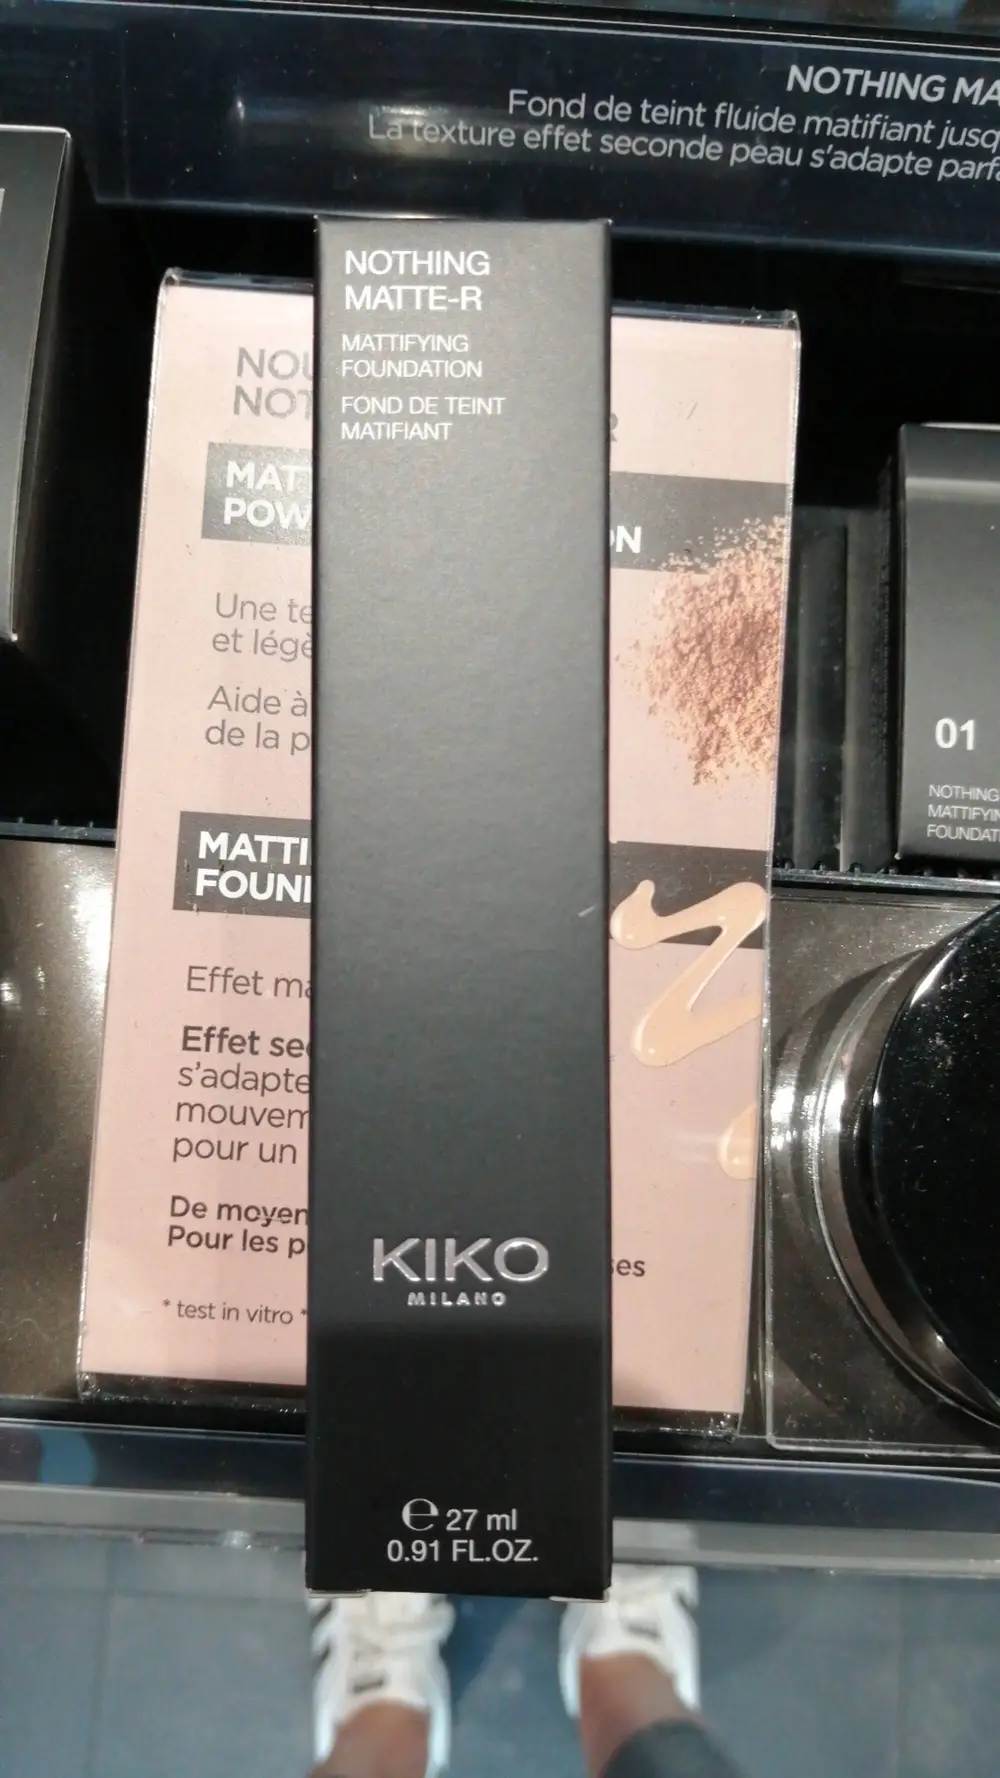 NOTHING MA
Fond de teint fluide matifiant jusq
La texture effet seconde peau s'adapte parfa
NOTHING
MATTE-R
MATTIFYING
FOUNDATION
FOND DE TEINT
MATIFIANT
KIKO
MILANO
℮ 27 ml
0.91 FL.OZ.
NOU
NOT R
MAT
POW ON
Une te
et légè
Aide à
de la p
MATTI
FOUN
Effet ma
Effet se
s'adapte
mouvem
pour un
De moyen
Pour les p ses
* test in vitro *
01
NOTHING
MATTIFYIN
FOUNDAT